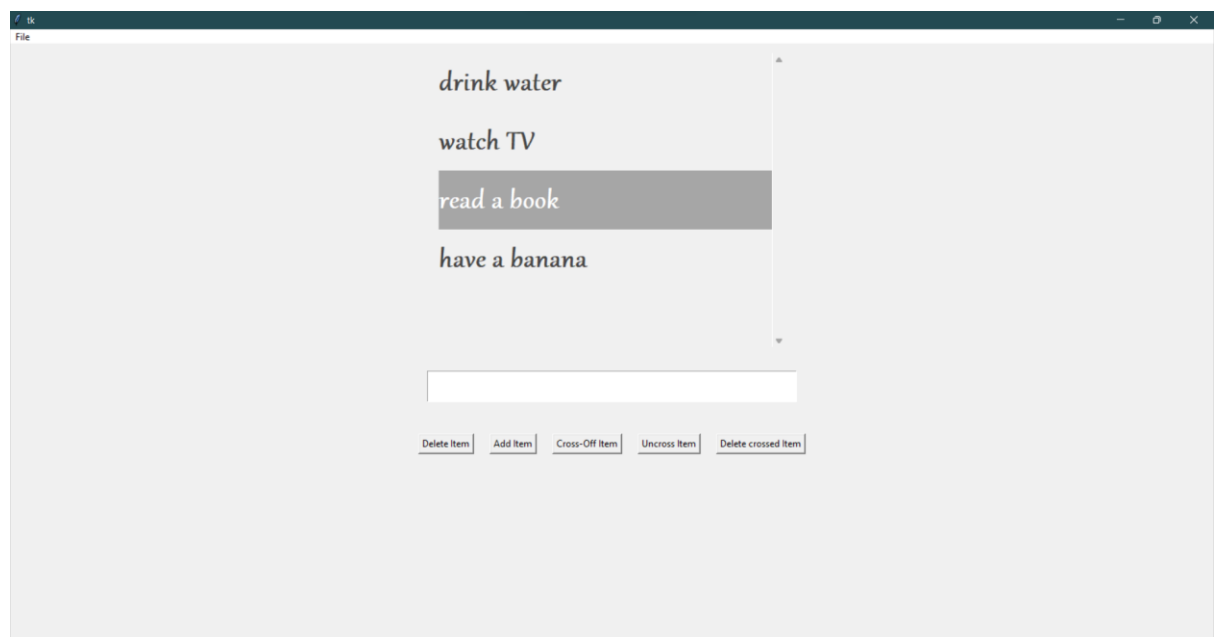 tk
File
drink water
watch TV
read a book
have a banana
Delete Item Add Item Cross-Off Item Uncross Item Delete crossed Item